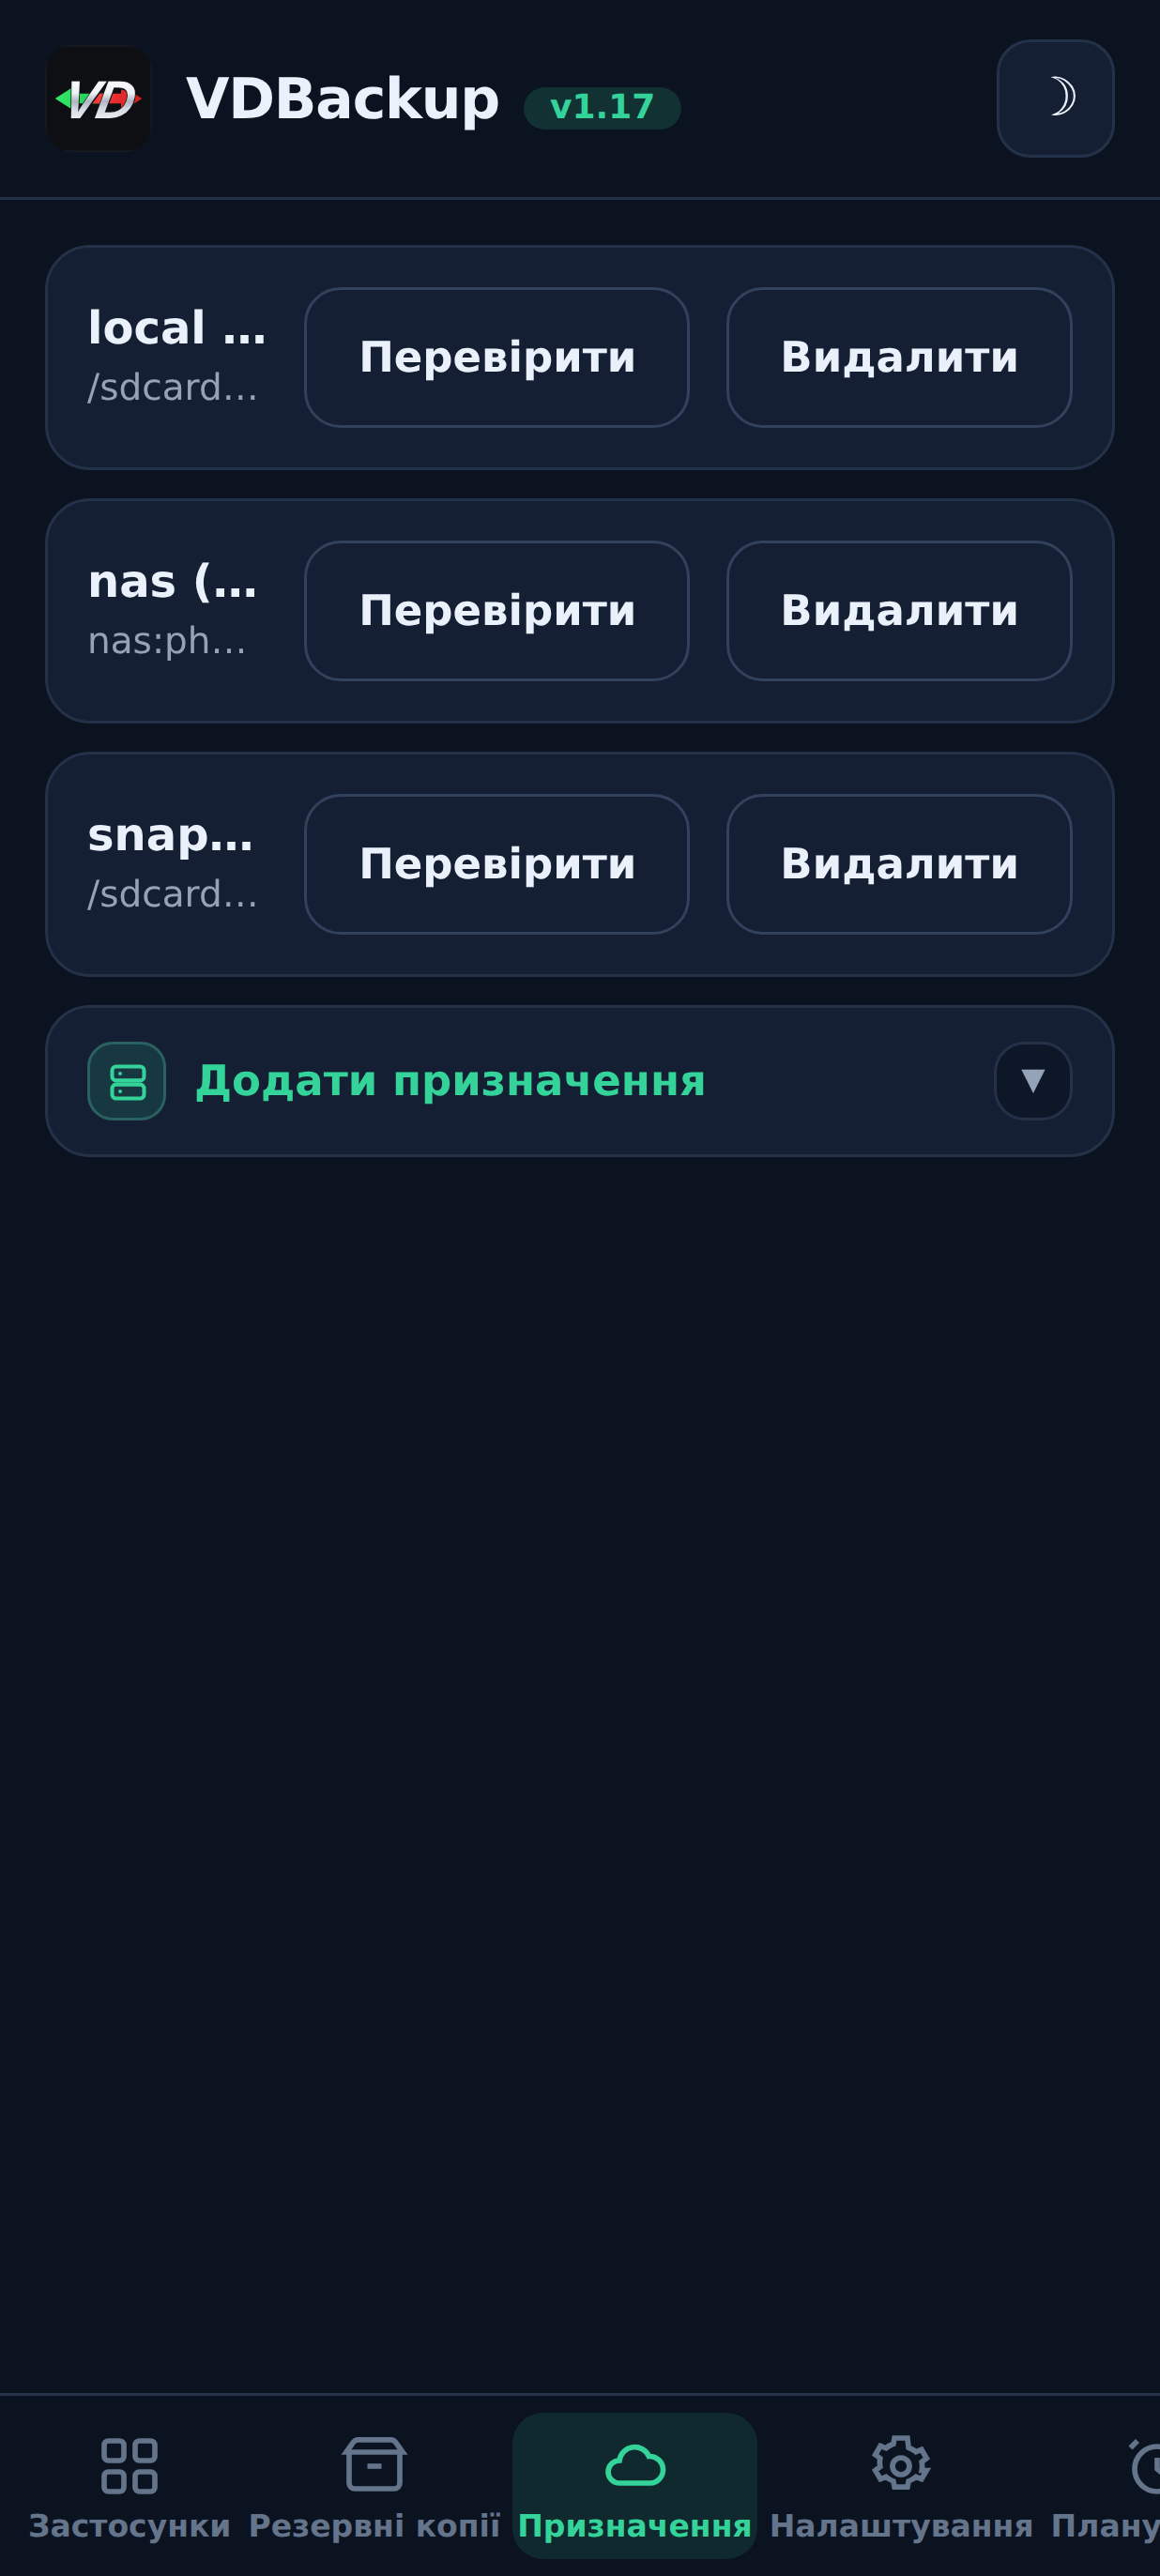 VD
VDBackup v1.17
local ...
/sdcard...
Перевірити
Видалити
nas (...
nas:ph...
Перевірити
Видалити
snap...
/sdcard...
Перевірити
Видалити
Додати призначення
Застосунки
Резервні копії
Призначення
Налаштування
Плану